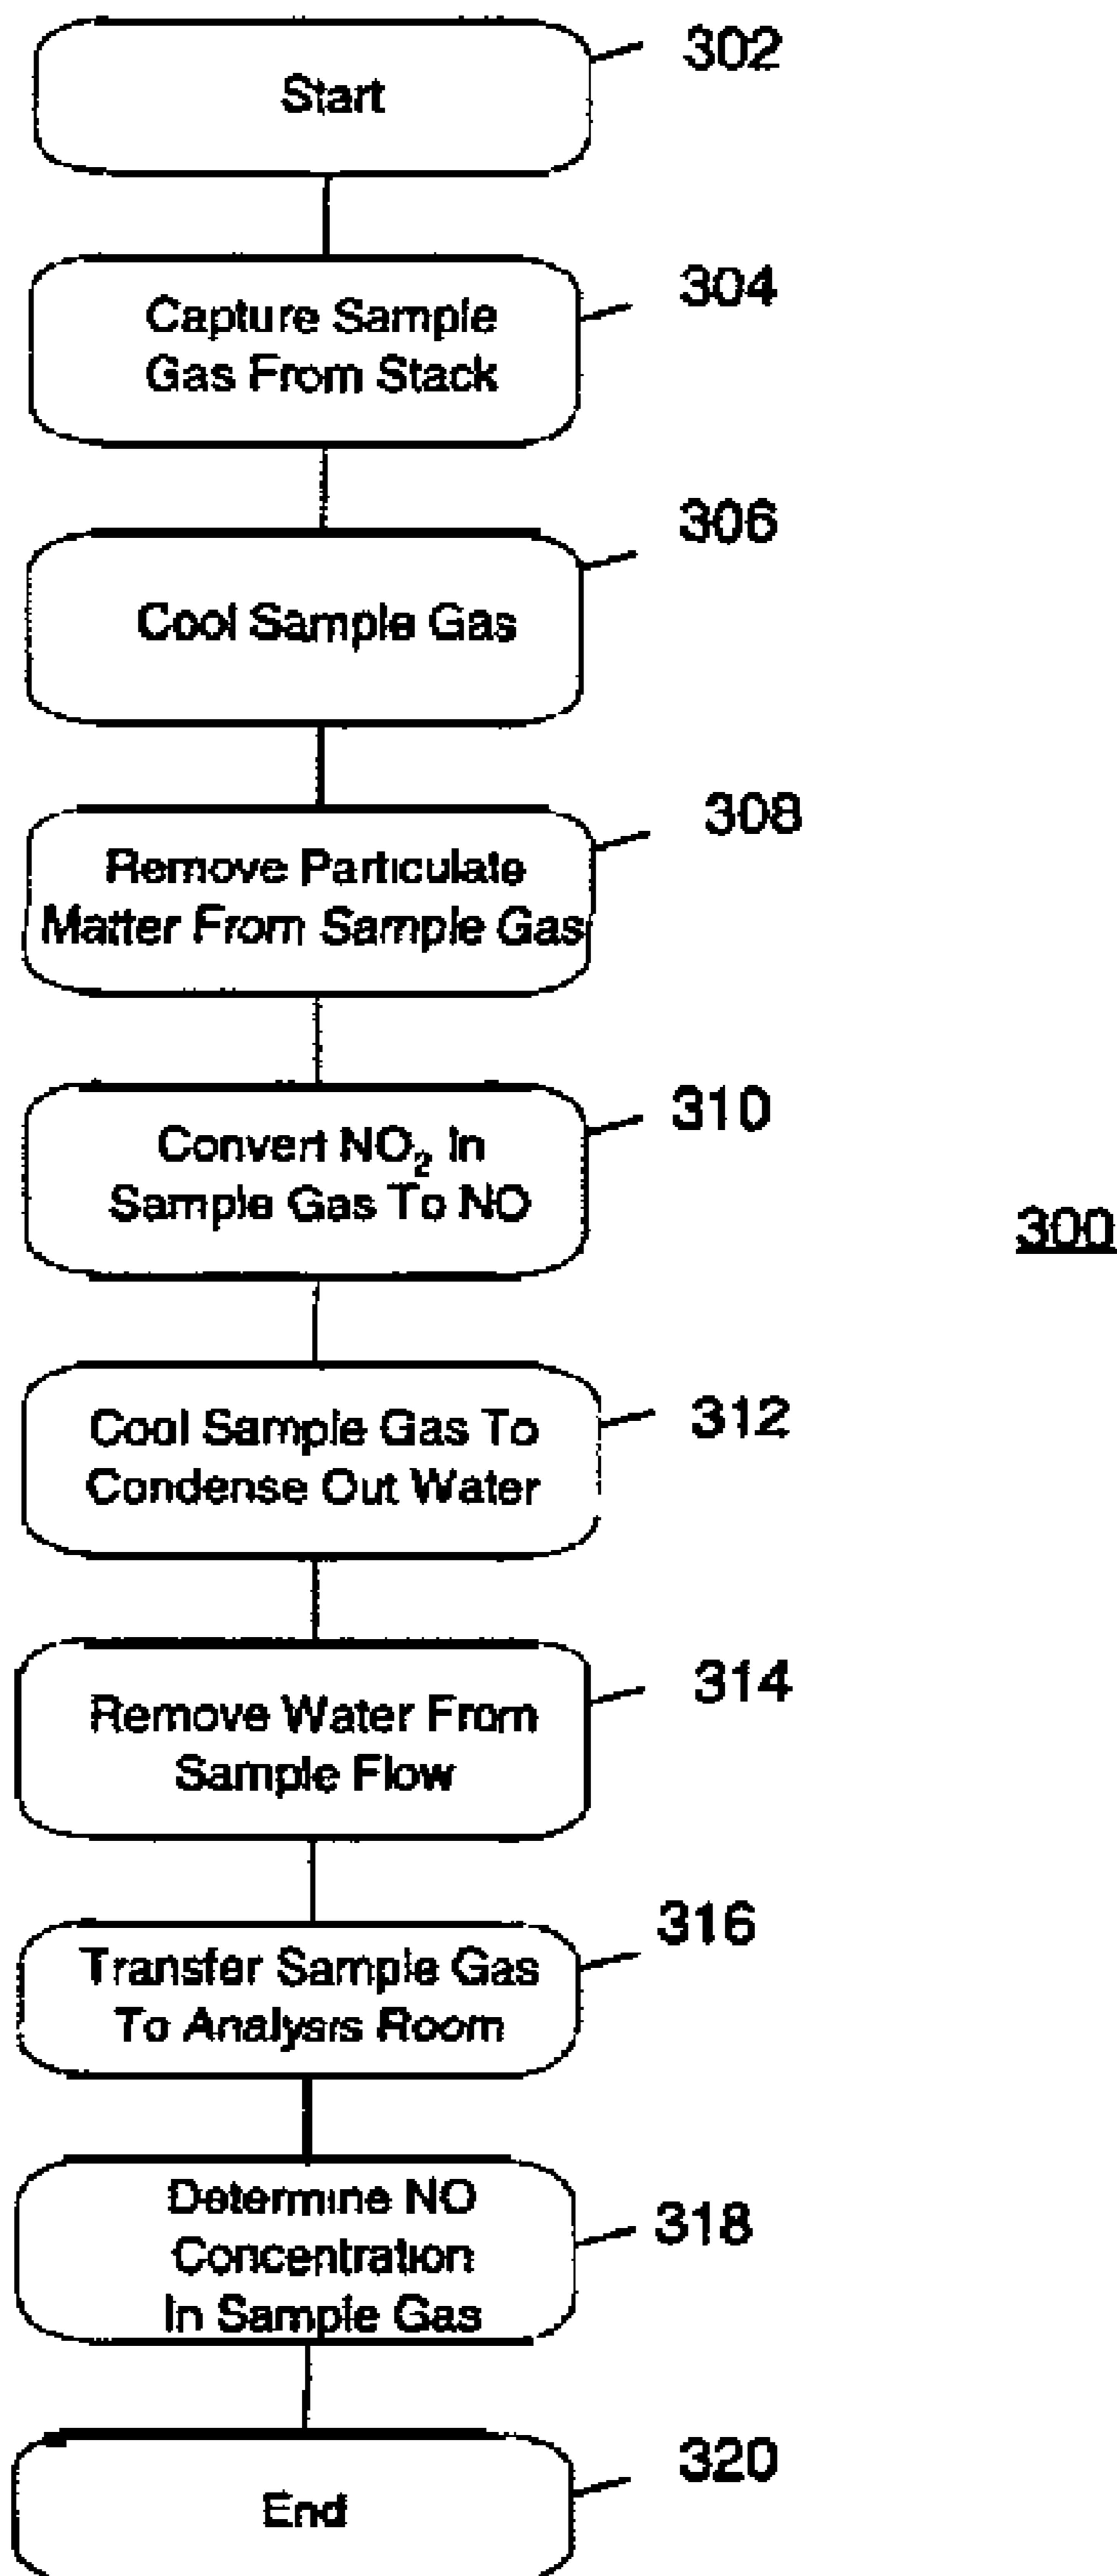 302
Start
304
Capture Sample
Gas From Stack
306
Cool Sample Gas
308
Remove Particulate
Matter From Sample Gas
310
Convert NO₂ In
Sample Gas To NO
300
312
Cool Sample Gas To
Condense Out Water
314
Remove Water From
Sample Flow
316
Transfer Sample Gas
To Analysis Room
318
Determine NO
Concentration
In Sample Gas
320
End